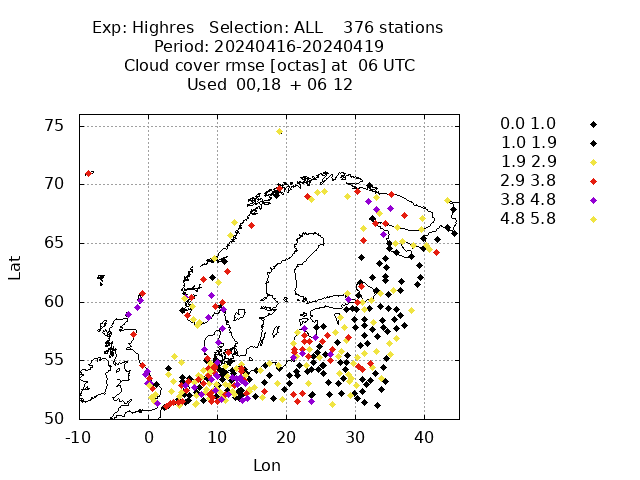 Exp: Highres   Selection: ALL    376 stations
Period: 20240416-20240419
Cloud cover rmse [octas] at  06 UTC
Used  00,18  + 06 12
0.0 1.0
1.0 1.9
1.9 2.9
2.9 3.8
3.8 4.8
4.8 5.8
75
70
65
60
55
50
Lat
-10 0 10 20 30 40
Lon